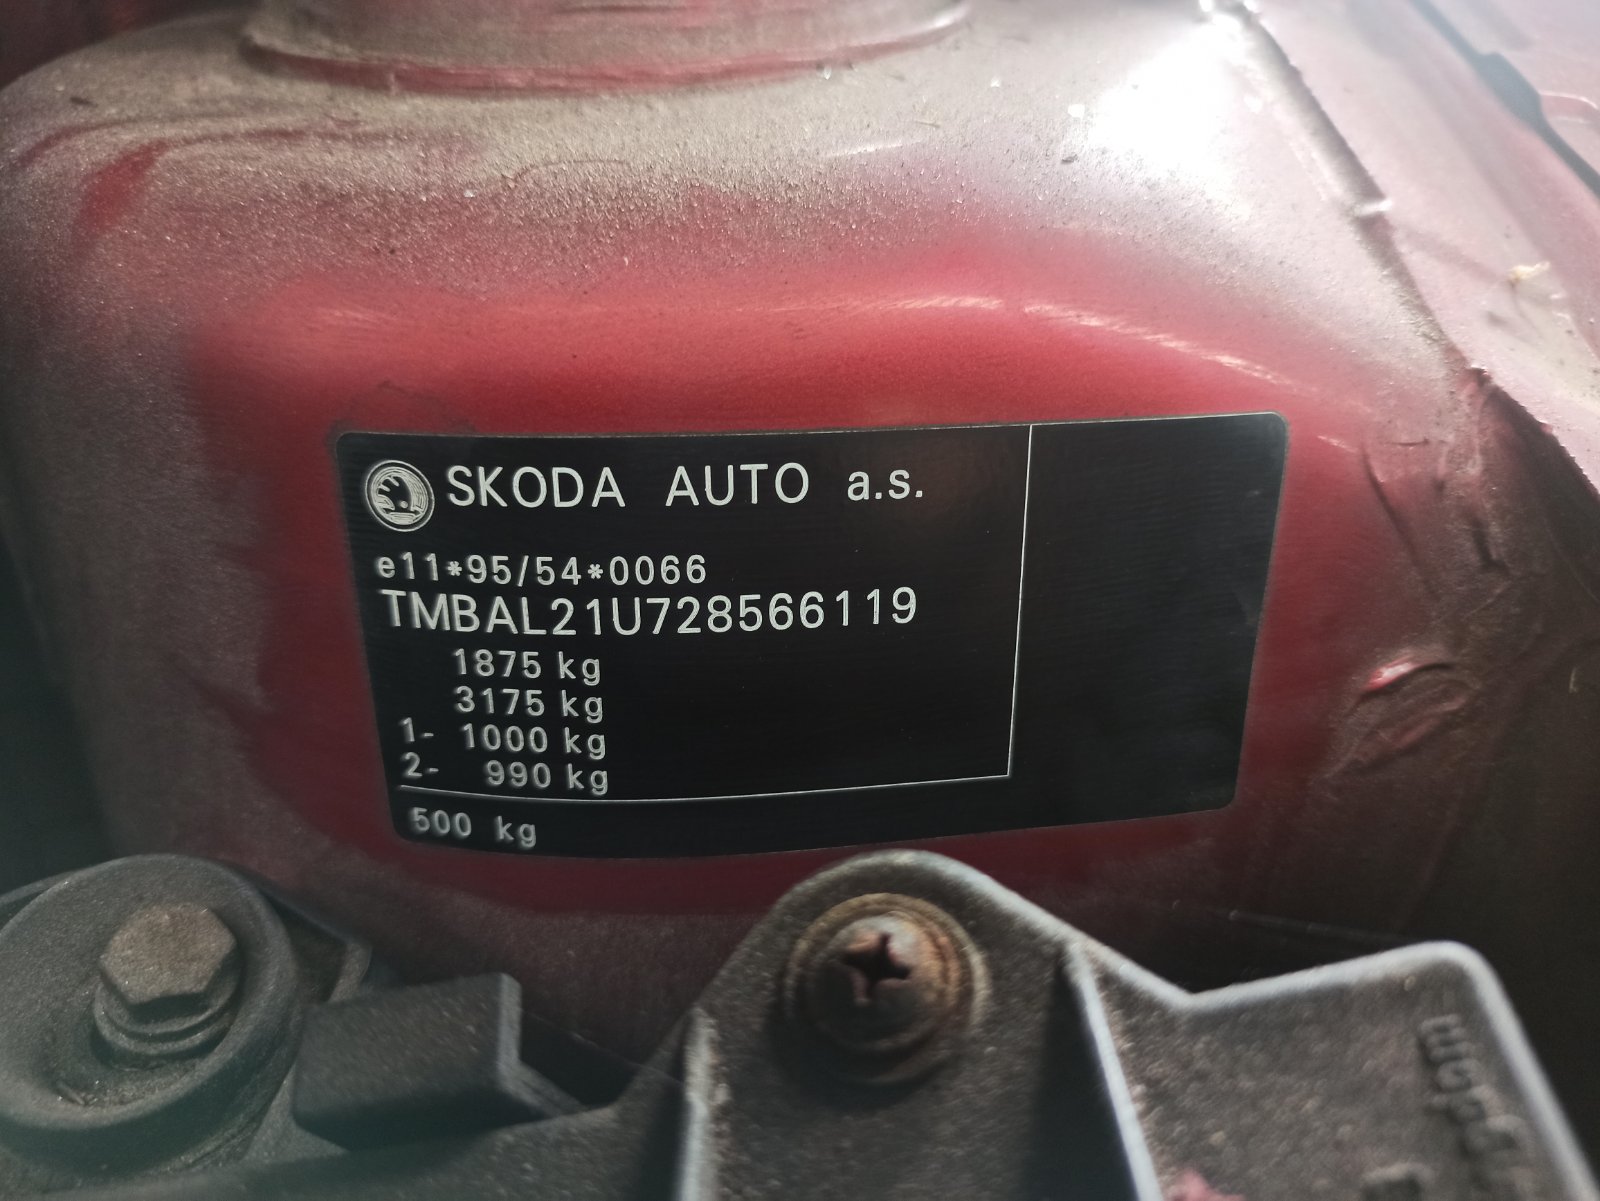 SKODA AUTO a.s.
e11*95/54*0066
TMBAL21U728566119
1875 kg
3175 kg
1- 1000 kg
2- 990 kg
500 kg